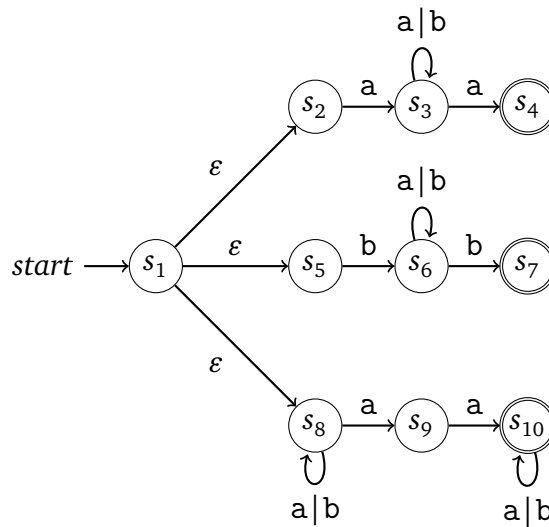 a|b
s₂ a s₃ a s₄
ε
a|b
start s₁ ε s₅ b s₆ b s₇
ε
s₈ a s₉ a s₁₀
a|b a|b